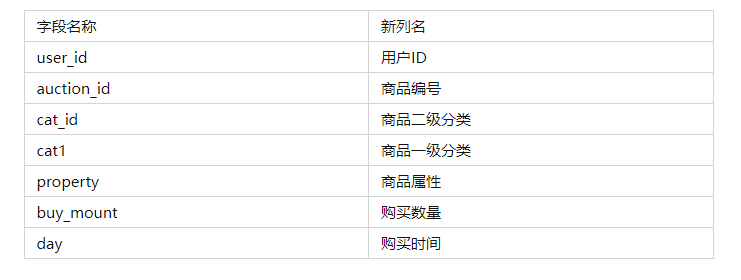 字段名称 新列名
user_id 用户ID
auction_id 商品编号
cat_id 商品二级分类
cat1 商品一级分类
property 商品属性
buy_mount 购买数量
day 购买时间